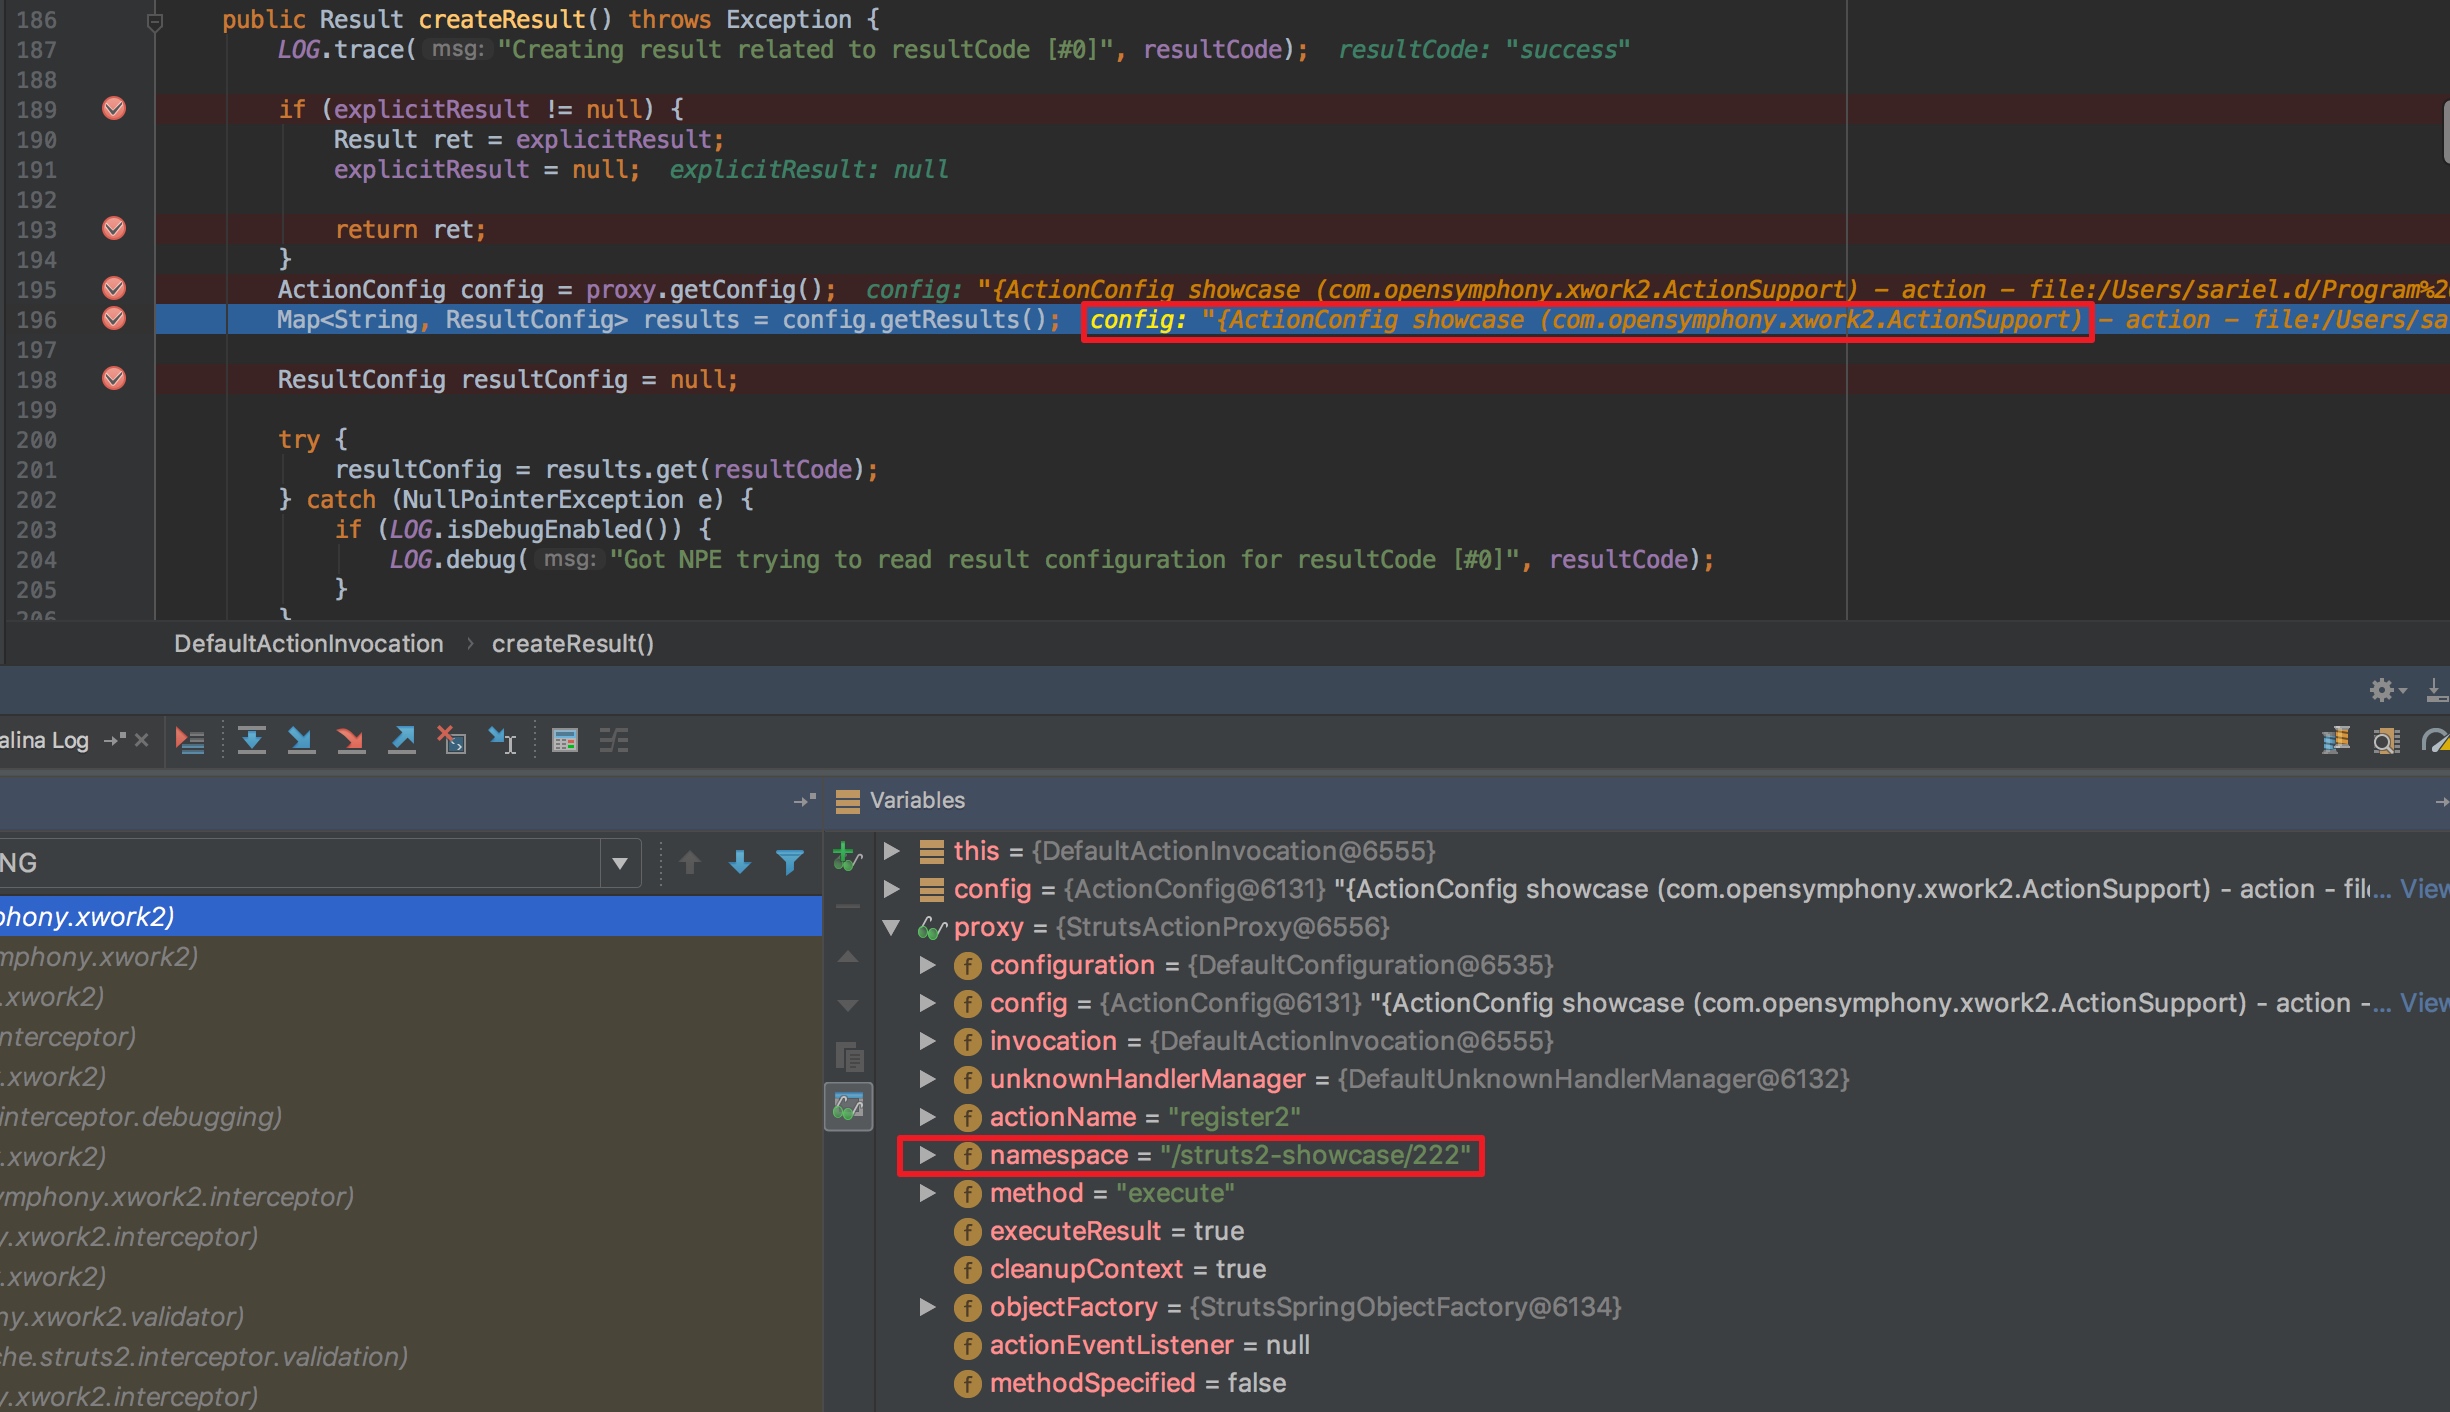 186 public Result createResult() throws Exception {
187 LOG.trace( msg: "Creating result related to resultCode [#0]", resultCode); resultCode: "success"
188
189 if (explicitResult != null) {
190 Result ret = explicitResult;
191 explicitResult = null; explicitResult: null
192
193 return ret;
194 }
195 ActionConfig config = proxy.getConfig(); config: "{ActionConfig showcase (com.opensymphony.xwork2.ActionSupport) - action - file:/Users/sariel.d/Program%2
196 Map<String, ResultConfig> results = config.getResults(); config: "{ActionConfig showcase (com.opensymphony.xwork2.ActionSupport) - action - file:/Users/sa
197
198 ResultConfig resultConfig = null;
199
200 try {
201 resultConfig = results.get(resultCode);
202 } catch (NullPointerException e) {
203 if (LOG.isDebugEnabled()) {
204 LOG.debug( msg: "Got NPE trying to read result configuration for resultCode [#0]", resultCode);
205 }
206 }
DefaultActionInvocation › createResult()
alina Log
Variables
NG
phony.xwork2)
mphony.xwork2)
.xwork2)
interceptor)
.xwork2)
interceptor.debugging)
.xwork2)
ymphony.xwork2.interceptor)
y.xwork2.interceptor)
.xwork2)
ny.xwork2.validator)
che.struts2.interceptor.validation)
y.xwork2.interceptor)
this = {DefaultActionInvocation@6555}
config = {ActionConfig@6131} "{ActionConfig showcase (com.opensymphony.xwork2.ActionSupport) - action - fil... View
proxy = {StrutsActionProxy@6556}
configuration = {DefaultConfiguration@6535}
config = {ActionConfig@6131} "{ActionConfig showcase (com.opensymphony.xwork2.ActionSupport) - action -... View
invocation = {DefaultActionInvocation@6555}
unknownHandlerManager = {DefaultUnknownHandlerManager@6132}
actionName = "register2"
namespace = "/struts2-showcase/222"
method = "execute"
executeResult = true
cleanupContext = true
objectFactory = {StrutsSpringObjectFactory@6134}
actionEventListener = null
methodSpecified = false